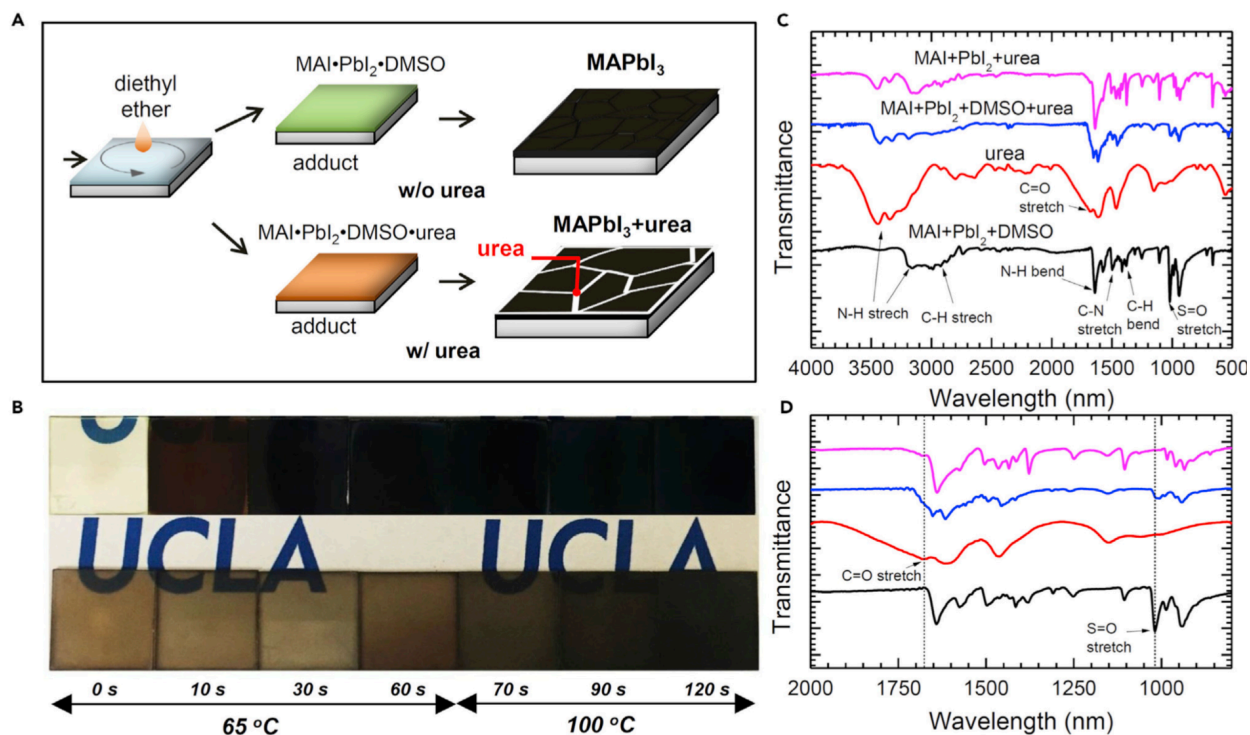 A
diethyl
ether
MAI•PbI₂•DMSO
adduct
MAPbI₃
w/o urea
MAI•PbI₂•DMSO•urea
adduct
MAPbI₃+urea
urea
w/ urea
B
UCLA
UCLA
0 s 10 s 30 s 60 s 70 s 90 s 120 s
65 °C 100 °C
C
MAI+PbI₂+urea
MAI+PbI₂+DMSO+urea
urea
C=O
stretch
MAI+PbI₂+DMSO
N-H bend
N-H strech
C-H strech
C-N
stretch
C-H
bend
S=O
stretch
Transmittance
4000 3500 3000 2500 2000 1500 1000 500
Wavelength (nm)
D
C=O stretch
S=O
stretch
Transmittance
2000 1750 1500 1250 1000
Wavelength (nm)